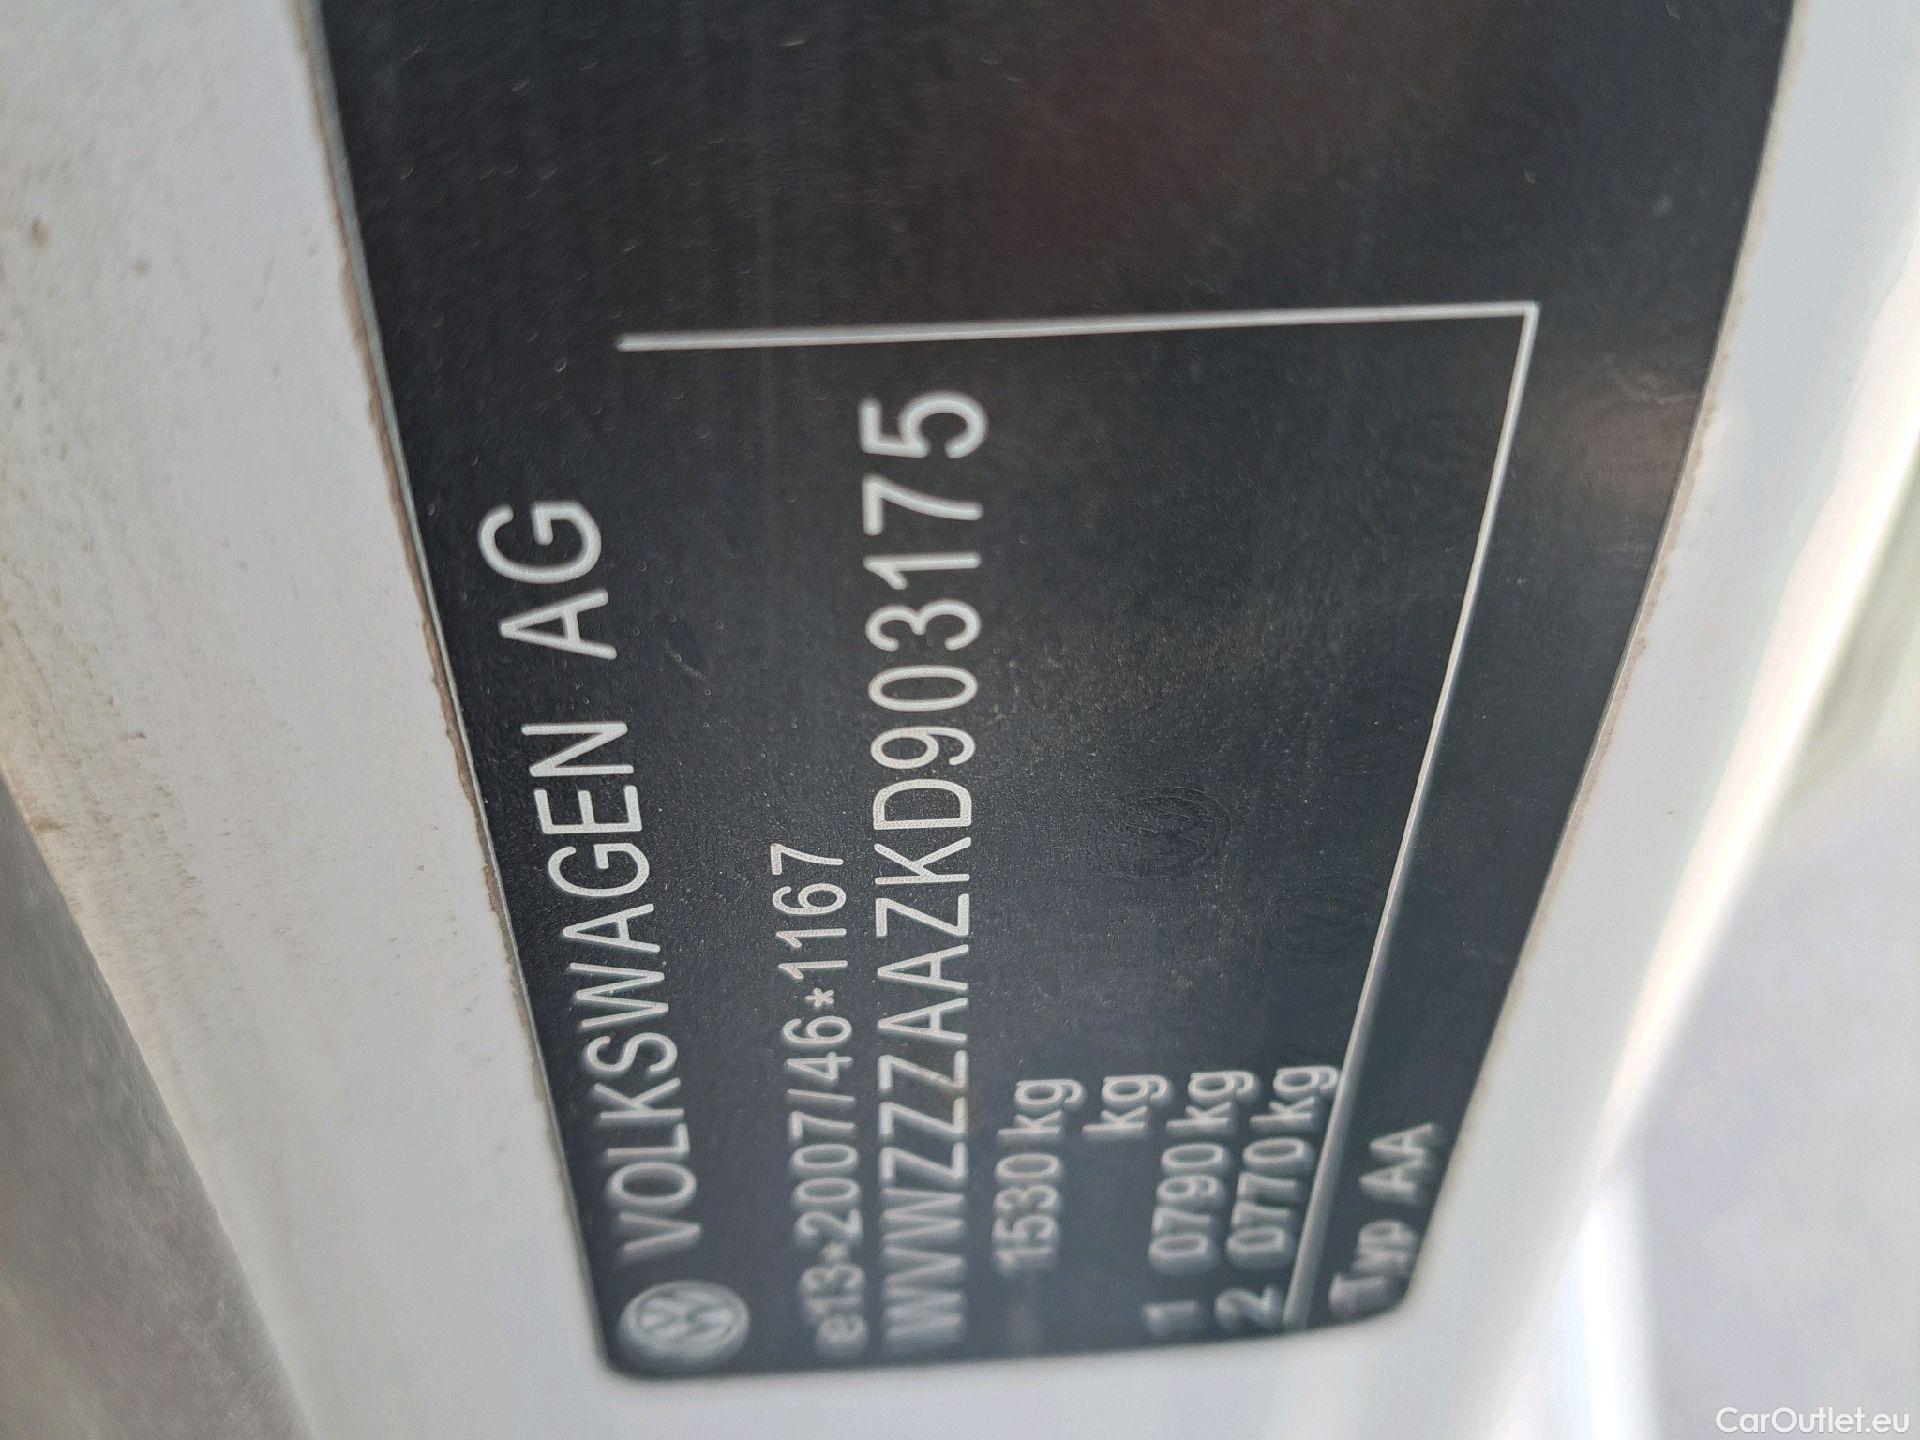 VOLKSWAGEN AG
e13*2007/46*1167
WVWZZZAAZKD903175
1530 kg
kg
1 0790 kg
2 0770 kg
Typ AA
CarOutlet.eu